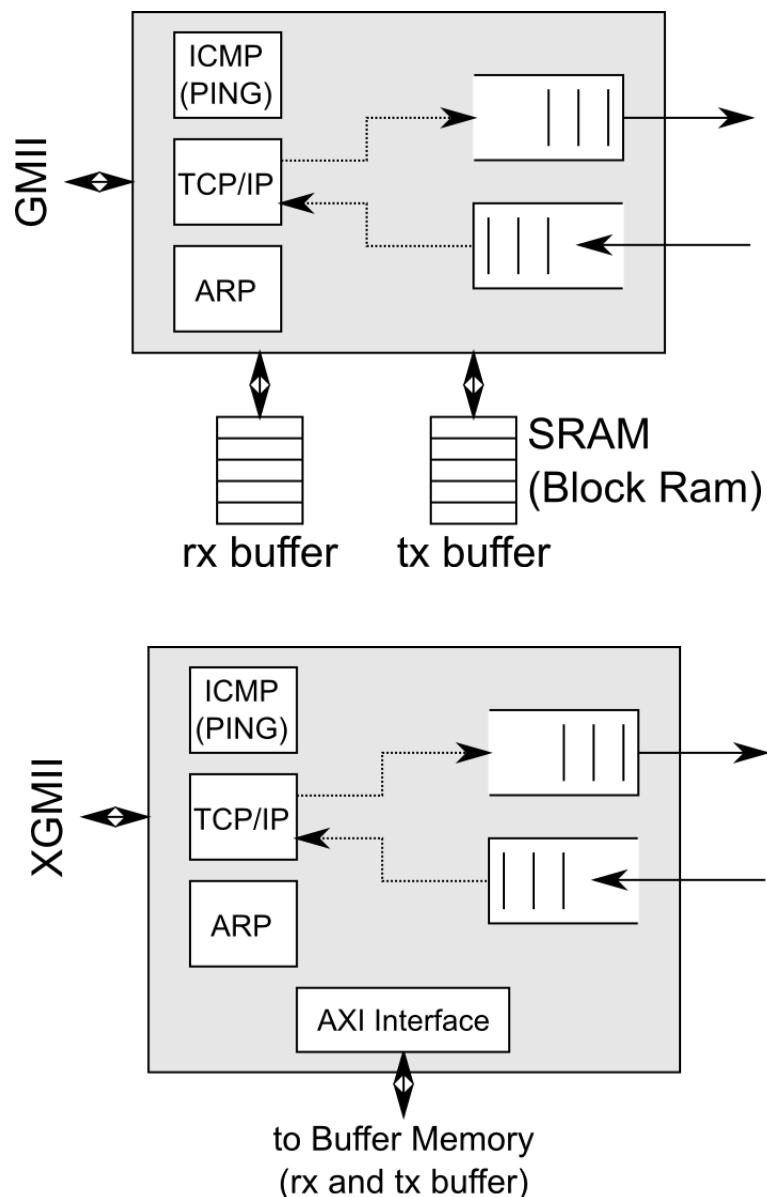 ICMP
(PING)
GMII
TCP/IP
ARP
SRAM
(Block Ram)
rx buffer
tx buffer
ICMP
(PING)
XGMII
TCP/IP
ARP
AXI Interface
to Buffer Memory
(rx and tx buffer)